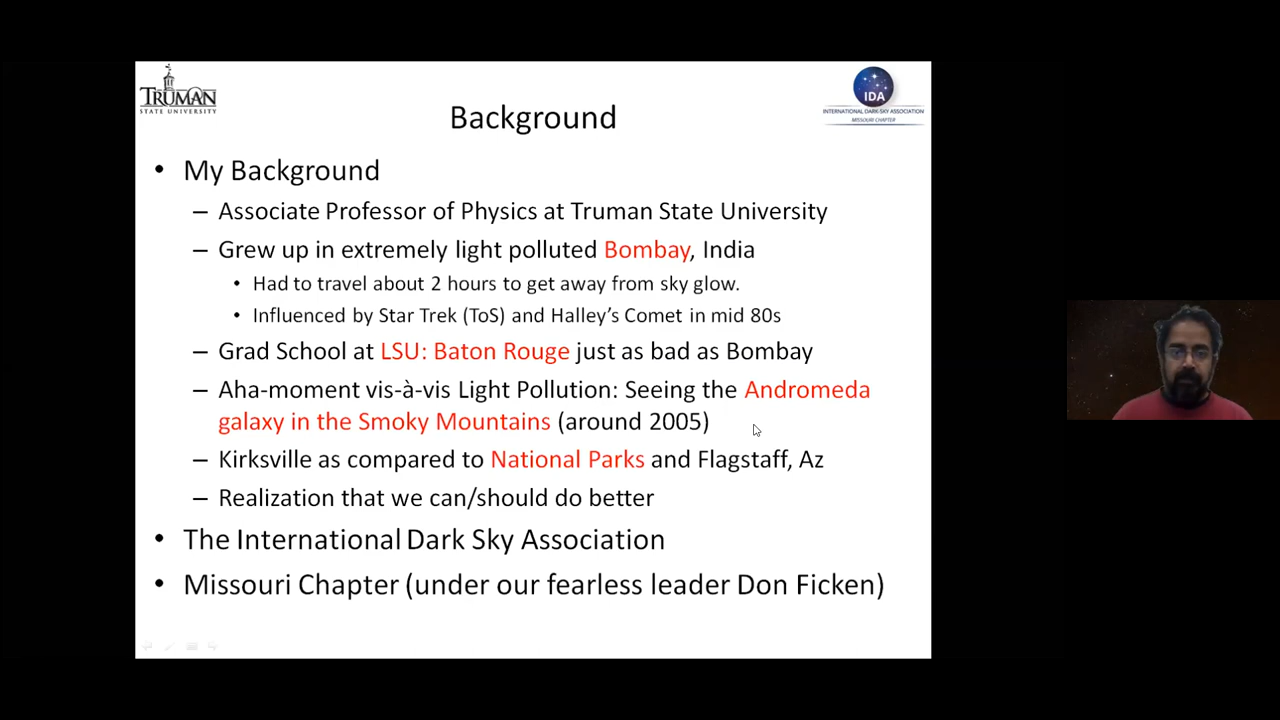 TRUMAN
STATE UNIVERSITY
IDA
INTERNATIONAL DARK-SKY ASSOCIATION
MISSOURI CHAPTER
Background
• My Background
– Associate Professor of Physics at Truman State University
– Grew up in extremely light polluted Bombay, India
• Had to travel about 2 hours to get away from sky glow.
• Influenced by Star Trek (ToS) and Halley’s Comet in mid 80s
– Grad School at LSU: Baton Rouge just as bad as Bombay
– Aha-moment vis-à-vis Light Pollution: Seeing the Andromeda
galaxy in the Smoky Mountains (around 2005)
– Kirksville as compared to National Parks and Flagstaff, Az
– Realization that we can/should do better
• The International Dark Sky Association
• Missouri Chapter (under our fearless leader Don Ficken)